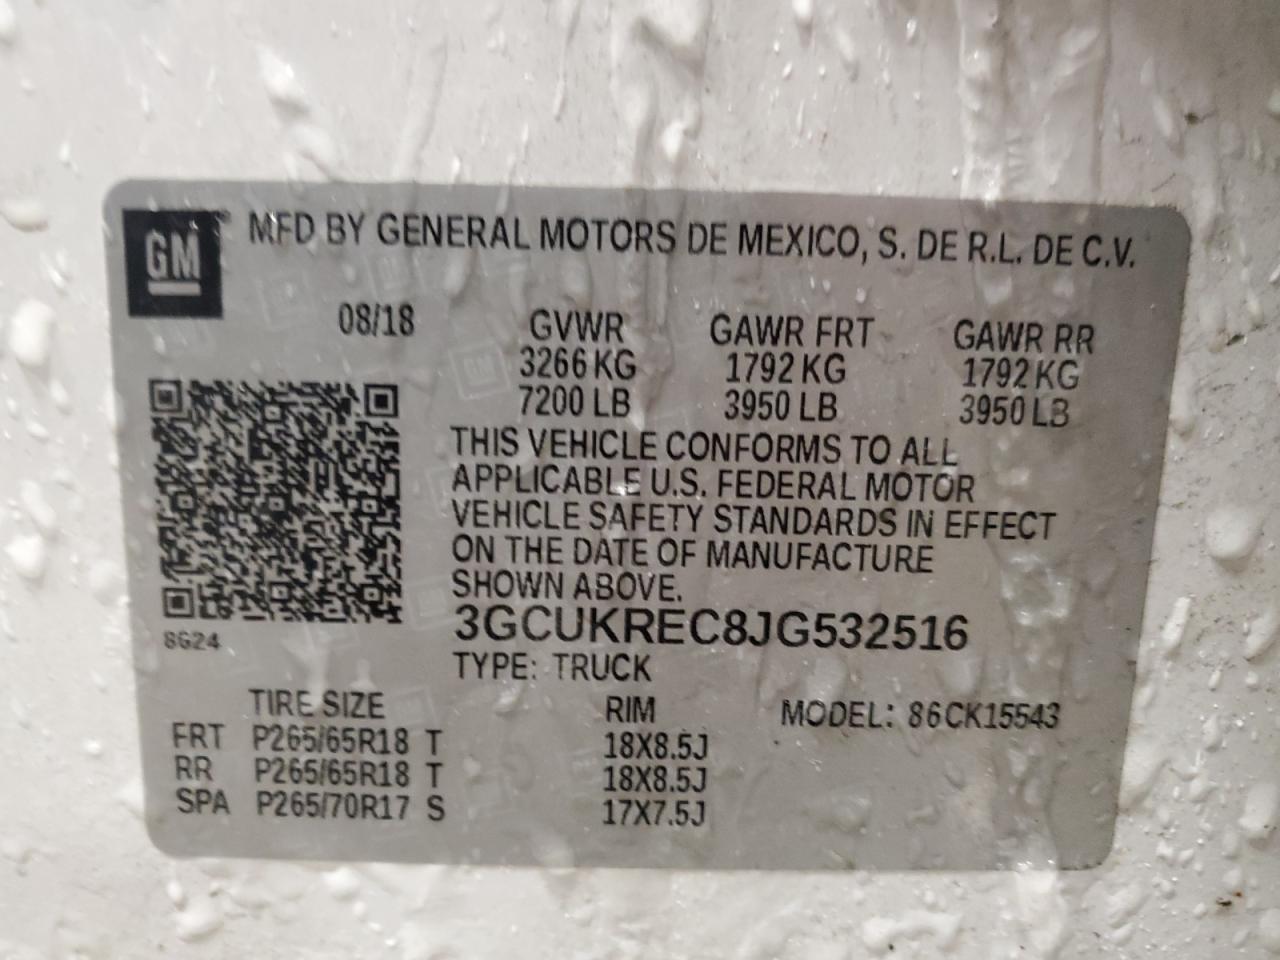 GM
MFD BY GENERAL MOTORS DE MEXICO, S. DE R.L. DE C.V.
08/18 GVWR GAWR FRT GAWR RR
3266 KG 1792 KG 1792 KG
7200 LB 3950 LB 3950 LB
THIS VEHICLE CONFORMS TO ALL
APPLICABLE U.S. FEDERAL MOTOR
VEHICLE SAFETY STANDARDS IN EFFECT
ON THE DATE OF MANUFACTURE
SHOWN ABOVE.
3GCUKREC8JG532516
8G24
TYPE: TRUCK
TIRE SIZE RIM MODEL: 86CK15543
FRT P265/65R18 T 18X8.5J
RR P265/65R18 T 18X8.5J
SPA P265/70R17 S 17X7.5J